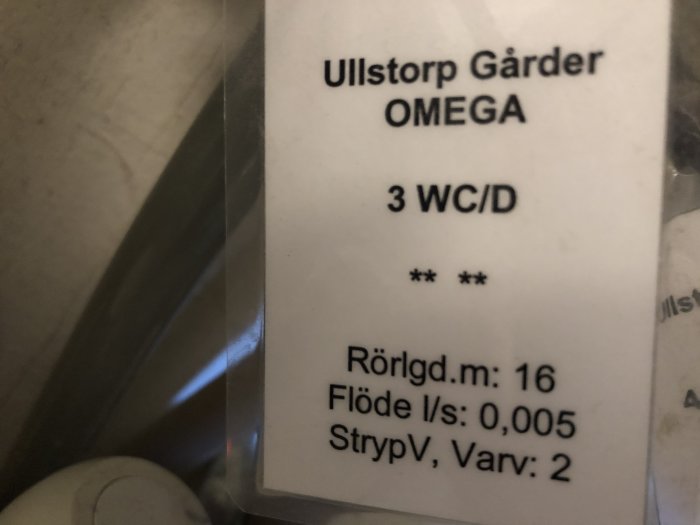 Ullstorp Gårder
OMEGA
3 WC/D
** **
Rörlgd.m: 16
Flöde l/s: 0,005
StrypV, Varv: 2